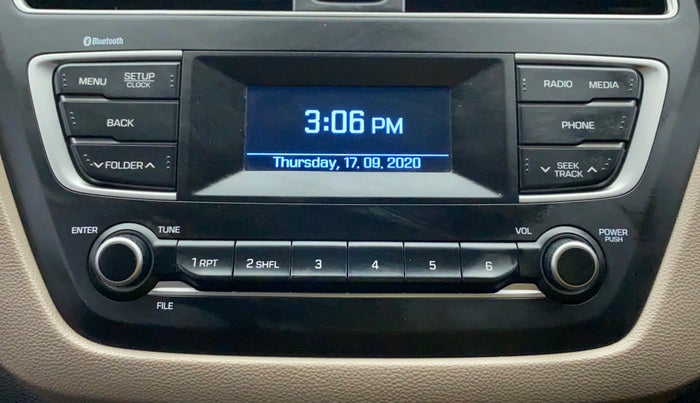 Bluetooth
MENU SETUP CLOCK
RADIO MEDIA
3:06 PM
BACK
PHONE
Thursday, 17. 09. 2020
FOLDER
SEEK TRACK
ENTER TUNE
VOL POWER PUSH
1 RPT 2 SHFL 3 4 5 6
FILE